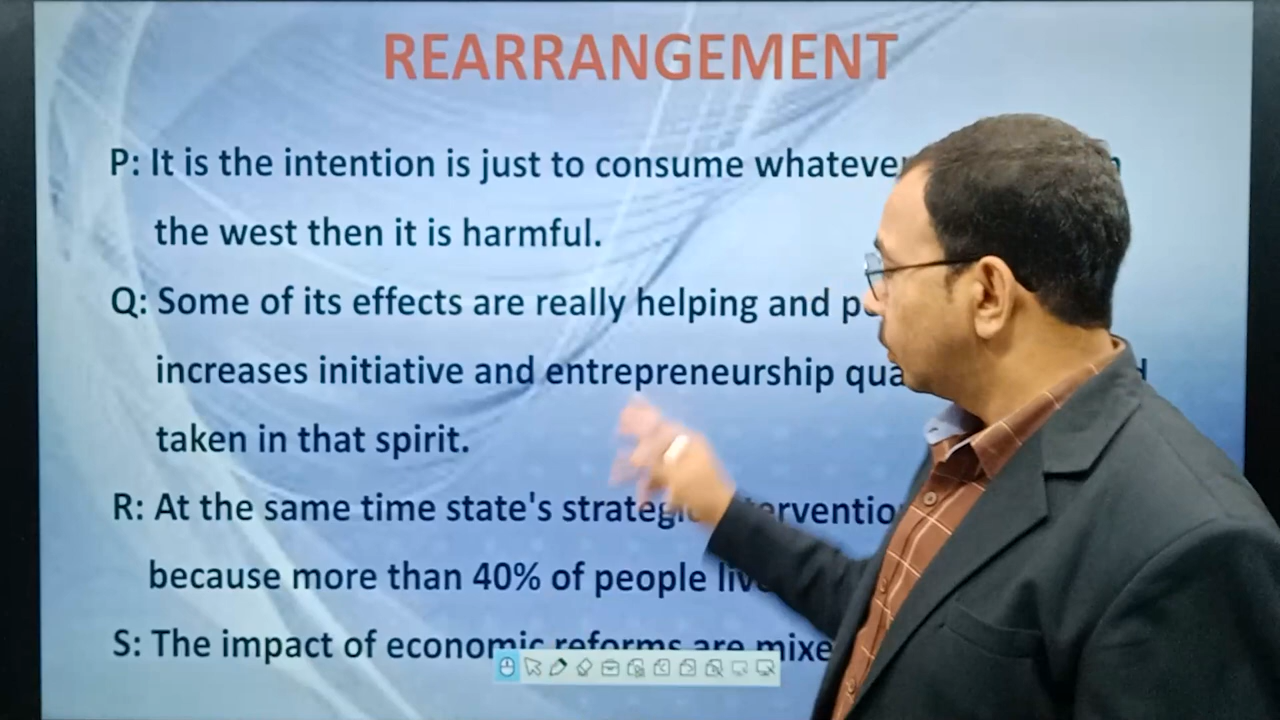 REARRANGEMENT
P: It is the intention is just to consume whatever
the west then it is harmful.
Q: Some of its effects are really helping and
increases initiative and entrepreneurship
taken in that spirit.
R: At the same time state's strategic
because more than 40% of people
S: The impact of economic reforms are